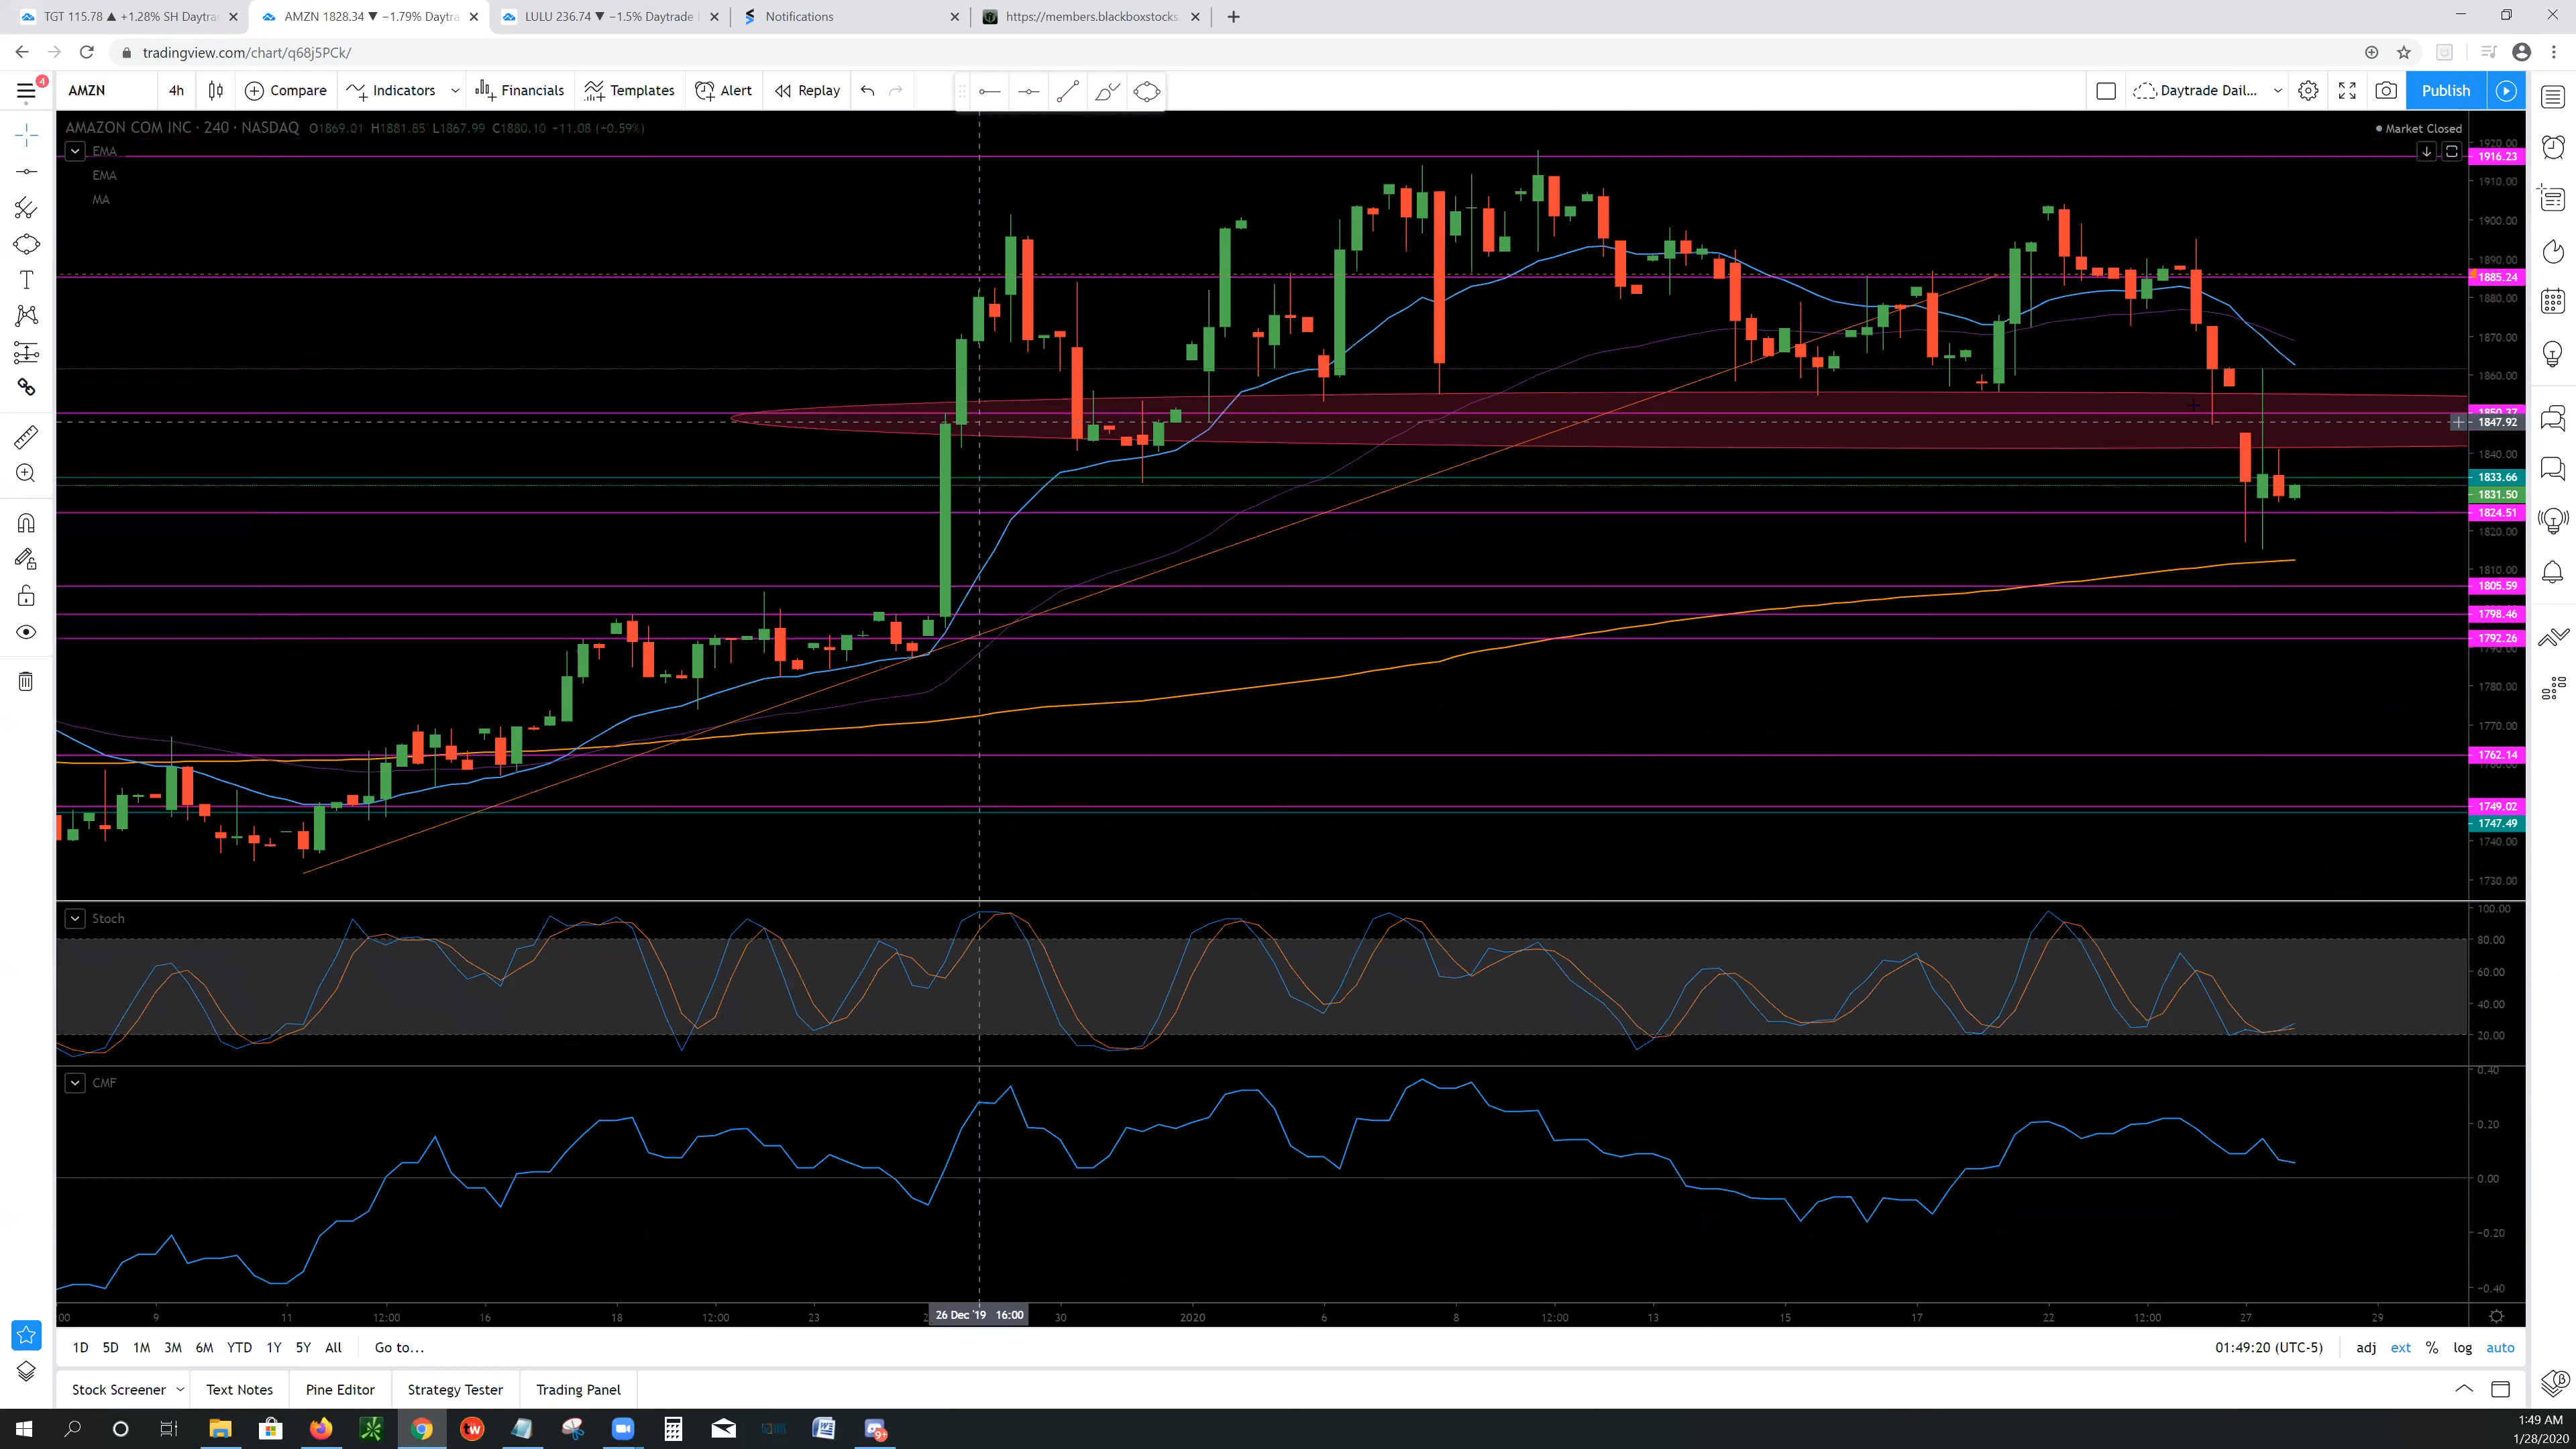 TGT 115.78 ▲ +1.28% SH Daytra
AMZN 1828.34 ▼ −1.79% Daytra
LULU 236.74 ▼ −1.5% Daytrade
Notifications
https://members.blackboxstocks.
tradingview.com/chart/q68j5PCk/
4
AMZN
4h
Compare
Indicators
Financials
Templates
Alert
Replay
Daytrade Dail...
Publish
AMAZON COM INC · 240 · NASDAQ O1869.01 H1881.85 L1867.99 C1880.10 +11.08 (+0.59%)
Market Closed
EMA
EMA
MA
1920.00
1916.23
1910.00
1900.00
1890.00
1885.24
1880.00
1870.00
1860.00
1850.37
1847.92
1840.00
1833.66
1831.50
1824.51
1820.00
1810.00
1805.59
1798.46
1792.26
1790.00
1780.00
1770.00
1762.14
1760.00
1749.02
1747.49
1740.00
1730.00
Stoch
100.00
80.00
60.00
40.00
20.00
CMF
0.40
0.20
0.00
−0.20
−0.40
:00 9 11 12:00 16 18 12:00 23 26 Dec '19 16:00 30 2020 6 8 12:00 13 15 17 22 12:00 27 29
1D 5D 1M 3M 6M YTD 1Y 5Y All Go to...
01:49:20 (UTC-5) adj ext % log auto
Stock Screener
Text Notes
Pine Editor
Strategy Tester
Trading Panel
9+
1:49 AM
1/28/2020